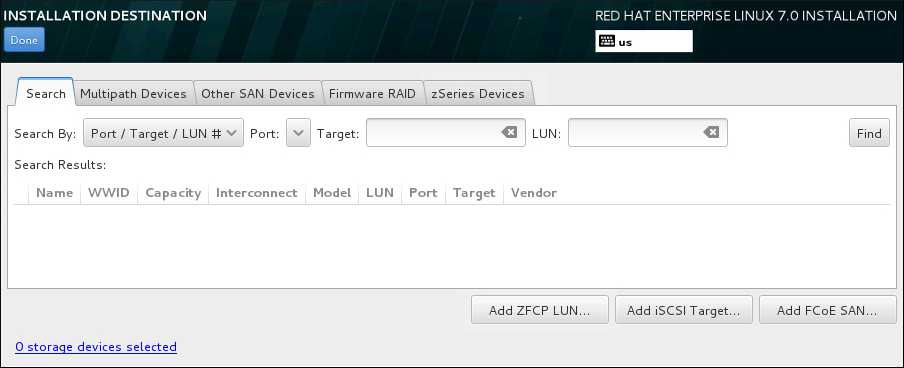 INSTALLATION DESTINATION
RED HAT ENTERPRISE LINUX 7.0 INSTALLATION
Done
us
Search Multipath Devices Other SAN Devices Firmware RAID zSeries Devices
Search By: Port / Target / LUN # Port: Target: LUN: Find
Search Results:
Name WWID Capacity Interconnect Model LUN Port Target Vendor
Add ZFCP LUN... Add iSCSI Target... Add FCoE SAN...
0 storage devices selected